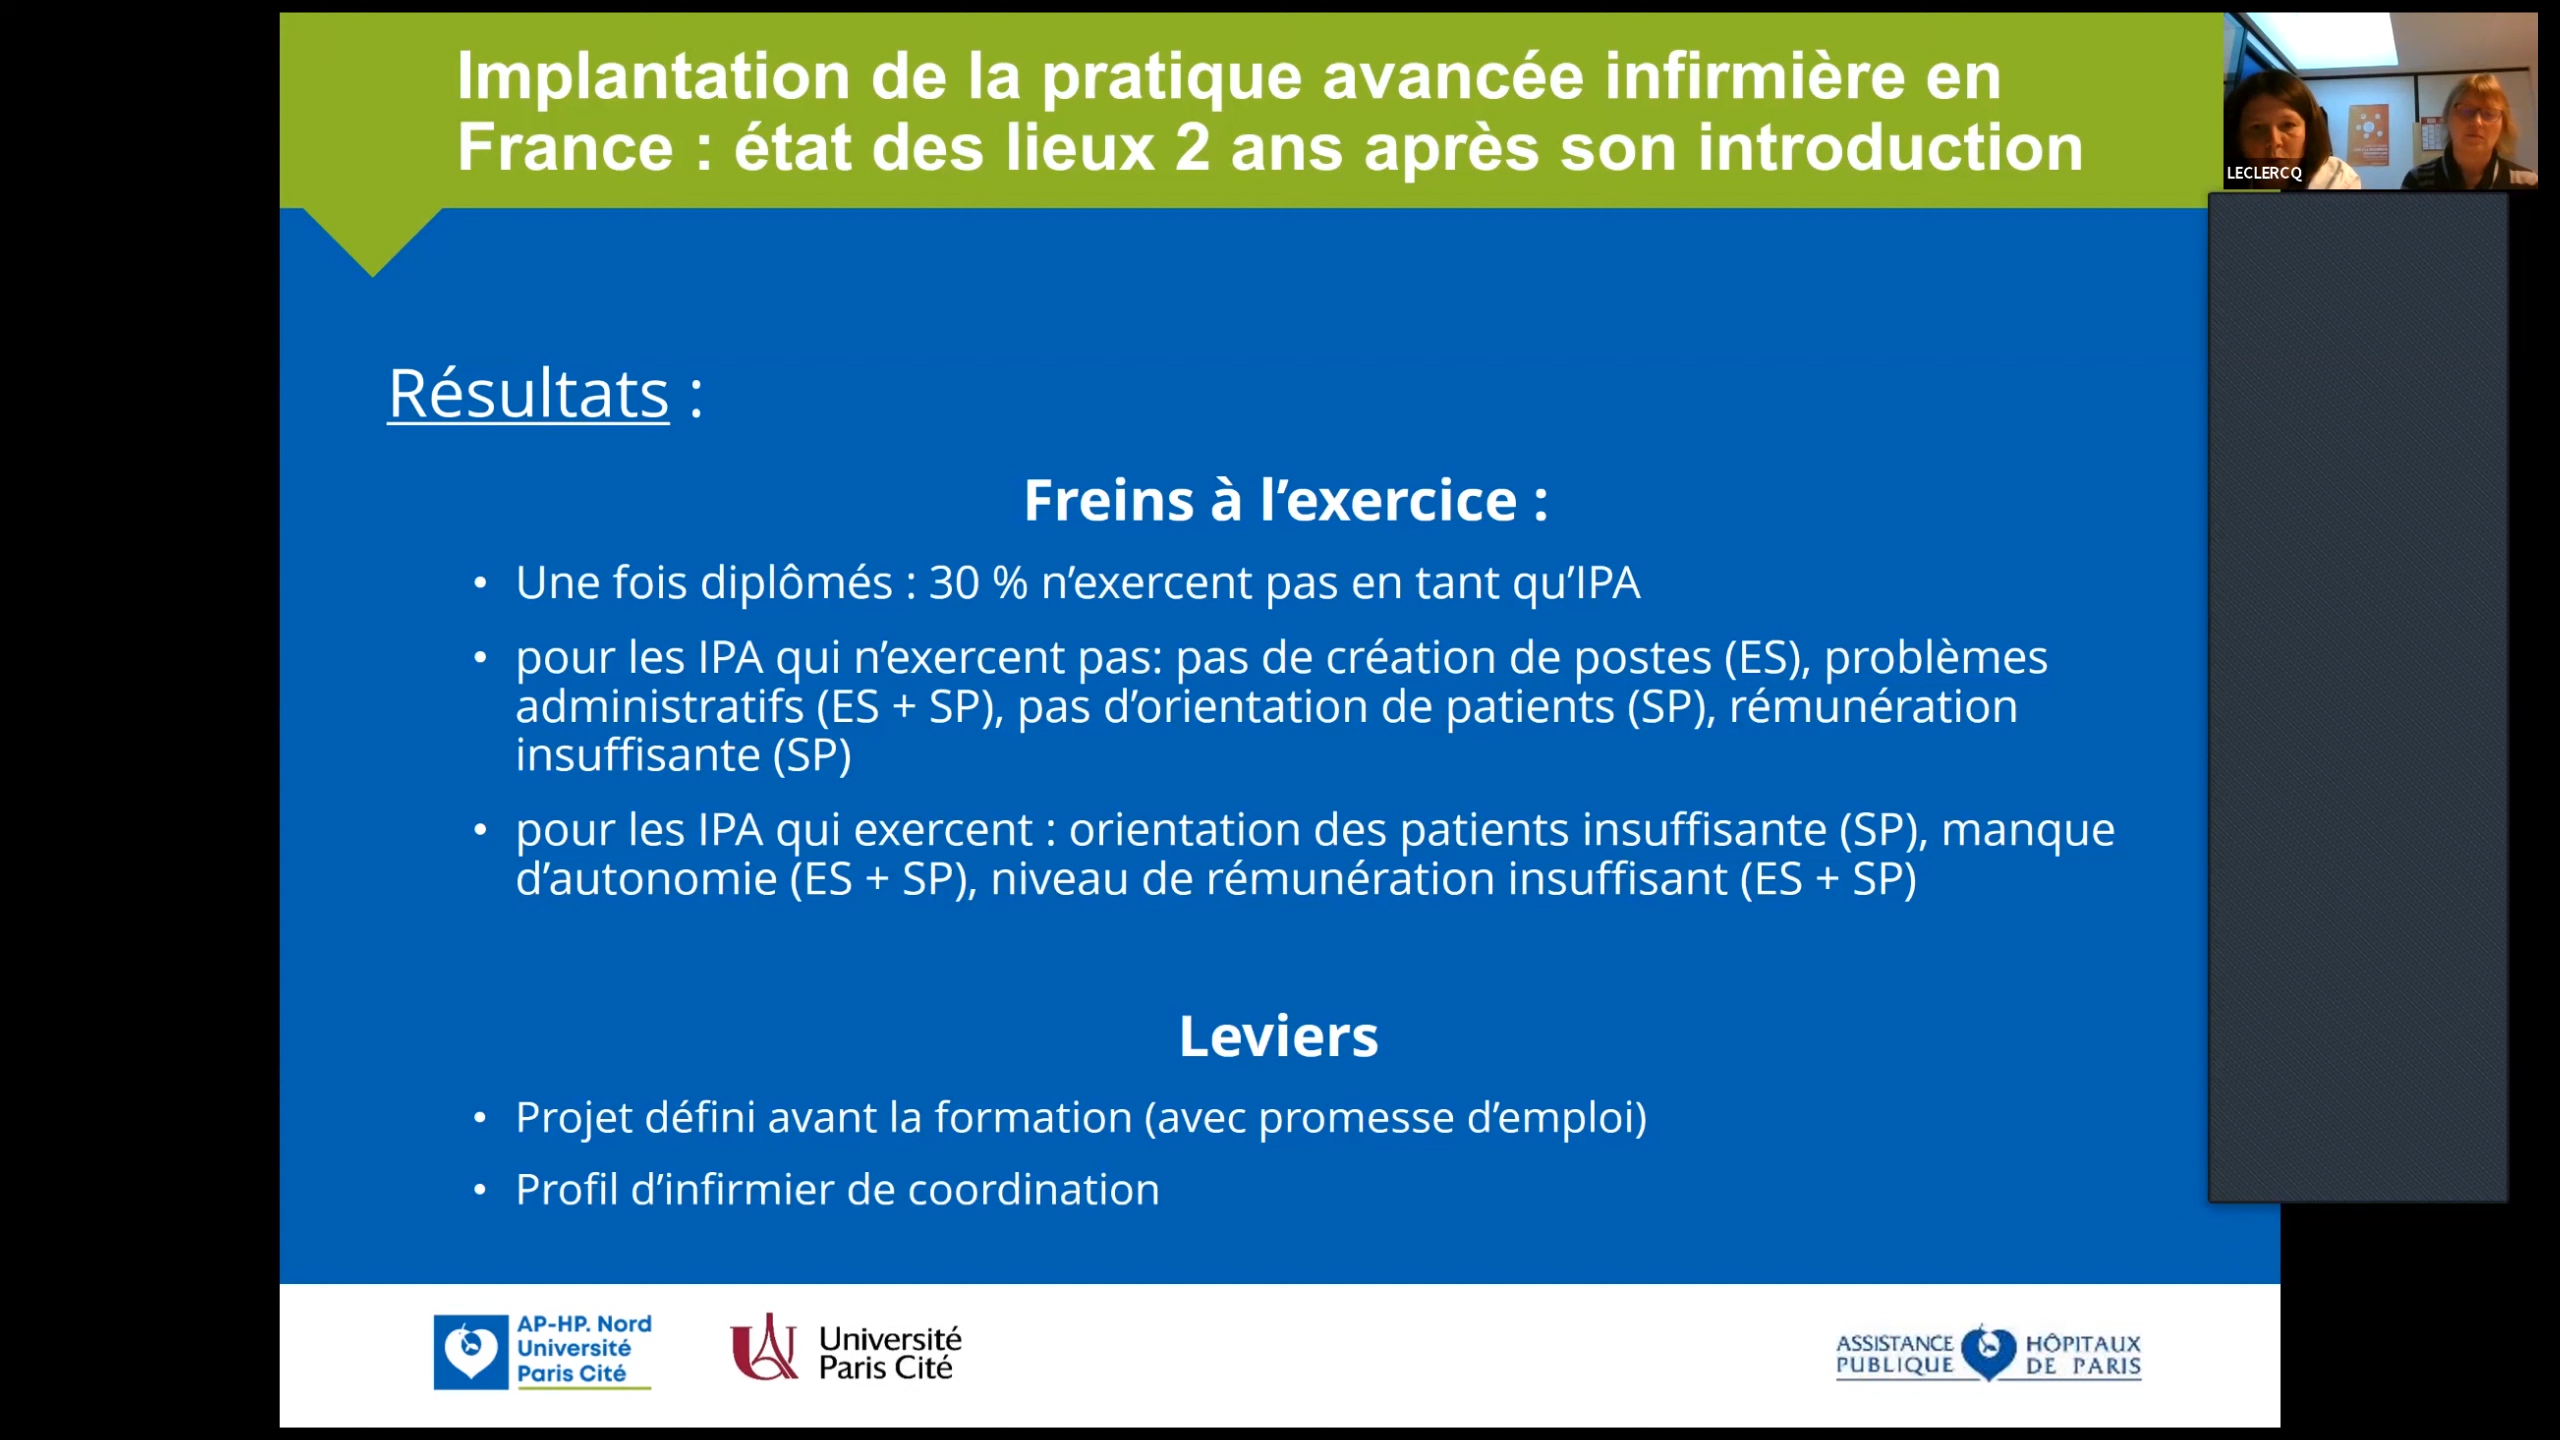 Implantation de la pratique avancée infirmière en
France : état des lieux 2 ans après son introduction
LECLERCQ
Résultats :
Freins à l’exercice :
• Une fois diplômés : 30 % n’exercent pas en tant qu’IPA
• pour les IPA qui n’exercent pas: pas de création de postes (ES), problèmes
administratifs (ES + SP), pas d’orientation de patients (SP), rémunération
insuffisante (SP)
• pour les IPA qui exercent : orientation des patients insuffisante (SP), manque
d’autonomie (ES + SP), niveau de rémunération insuffisant (ES + SP)
Leviers
• Projet défini avant la formation (avec promesse d’emploi)
• Profil d’infirmier de coordination
AP-HP. Nord
Université
Paris Cité
Université
Paris Cité
ASSISTANCE HÔPITAUX
PUBLIQUE DE PARIS